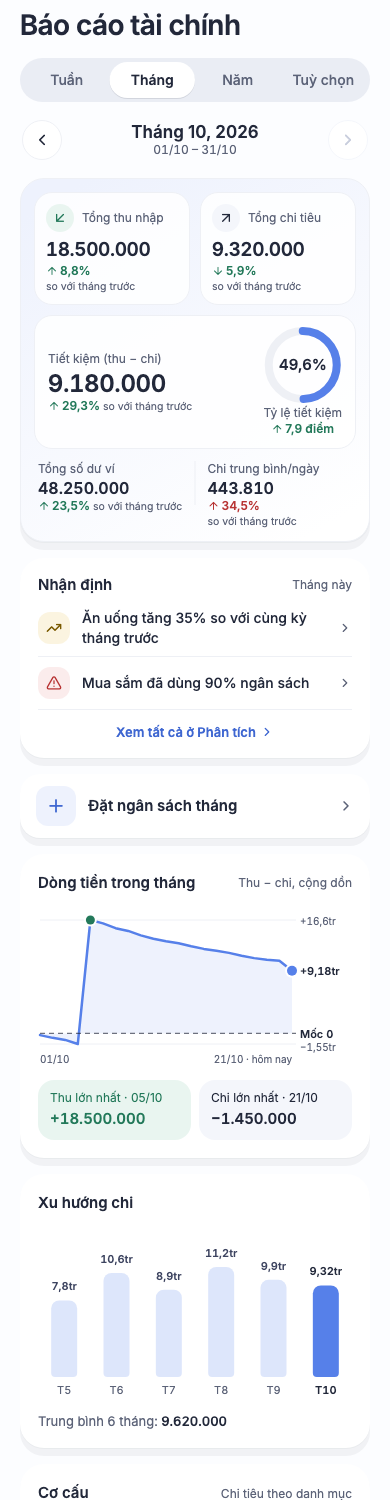 Báo cáo tài chính
Tuần Tháng Năm Tuỳ chọn
Tháng 10, 2026
01/10 – 31/10
Tổng thu nhập
18.500.000
↑ 8,8%
so với tháng trước
Tổng chi tiêu
9.320.000
↓ 5,9%
so với tháng trước
Tiết kiệm (thu − chi)
9.180.000
↑ 29,3% so với tháng trước
49,6%
Tỷ lệ tiết kiệm
↑ 7,9 điểm
Tổng số dư ví
48.250.000
↑ 23,5% so với tháng trước
Chi trung bình/ngày
443.810
↑ 34,5%
so với tháng trước
Nhận định
Tháng này
Ăn uống tăng 35% so với cùng kỳ
tháng trước
Mua sắm đã dùng 90% ngân sách
Xem tất cả ở Phân tích
Đặt ngân sách tháng
Dòng tiền trong tháng
Thu − chi, cộng dồn
+16,6tr
+9,18tr
Mốc 0
−1,55tr
01/10
21/10 · hôm nay
Thu lớn nhất · 05/10
+18.500.000
Chi lớn nhất · 21/10
−1.450.000
Xu hướng chi
7,8tr 10,6tr 8,9tr 11,2tr 9,9tr 9,32tr
T5 T6 T7 T8 T9 T10
Trung bình 6 tháng: 9.620.000
Cơ cấu
Chi tiêu theo danh mục